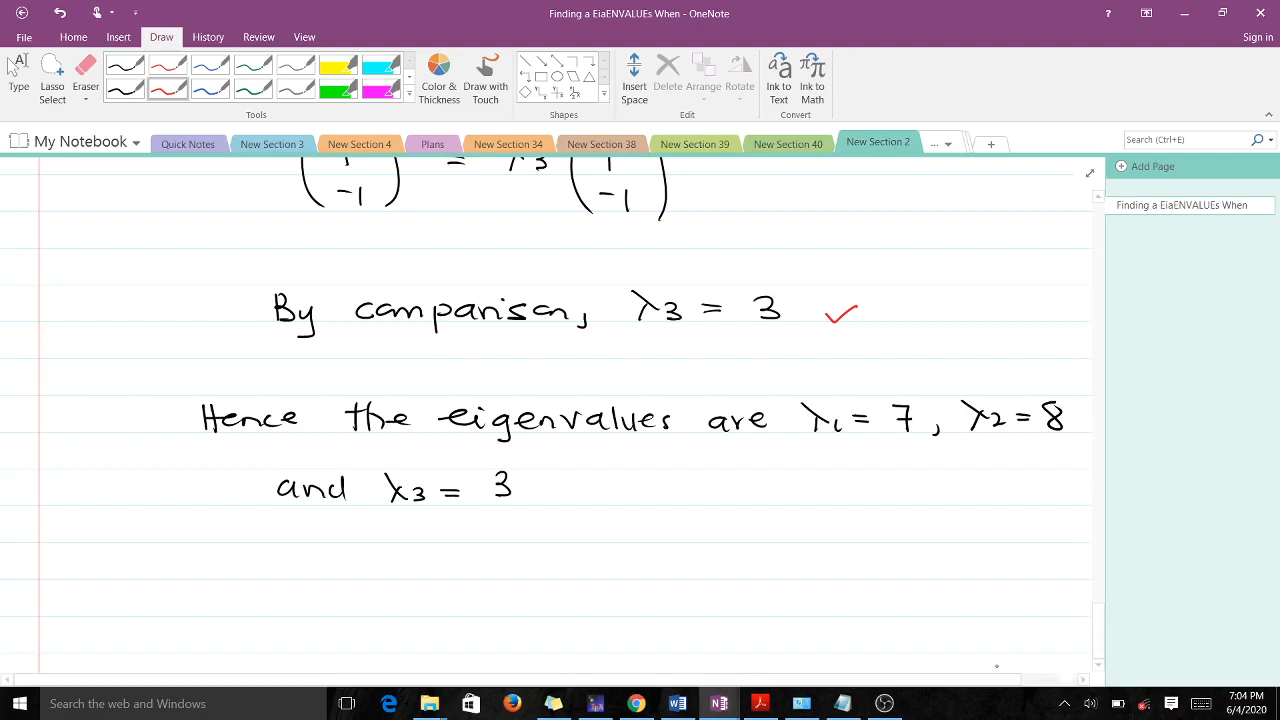 Finding a EiaENVALUEs When - OneNote
File Home Insert Draw History Review View Sign in
Type Lasso Select Eraser Color & Thickness Draw with Touch Insert Space Delete Arrange Rotate Ink to Text Ink to Math
Tools Shapes Edit Convert
My Notebook Quick Notes New Section 3 New Section 4 Plans New Section 34 New Section 38 New Section 39 New Section 40 New Section 2 ... Search (Ctrl+E)
Add Page
Finding a EiaENVALUEs When
= λ3
-1 -1
By comparison, λ3 = 3 ✓
Hence the eigenvalues are λ1 = 7, λ2 = 8
and λ3 = 3
Search the web and Windows
7:04 PM
6/4/2020